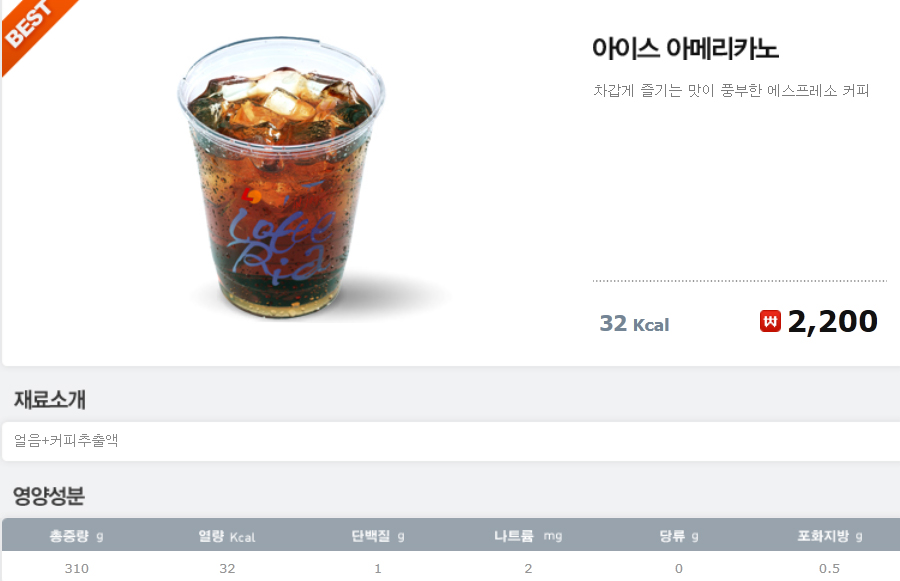 BEST
아이스 아메리카노
차갑게 즐기는 맛이 풍부한 에스프레소 커피
Coffee
Ria
32 Kcal ₩ 2,200
재료소개
얼음+커피추출액
영양성분
총중량 g 열량 Kcal 단백질 g 나트륨 mg 당류 g 포화지방 g
310 32 1 2 0 0.5